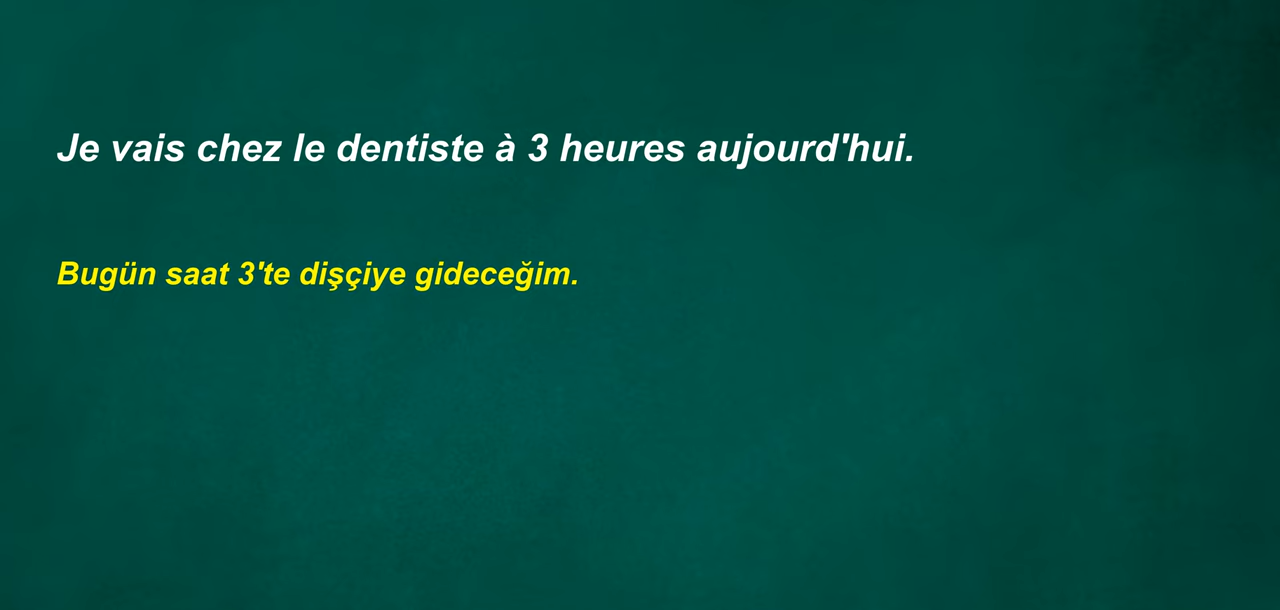 Je vais chez le dentiste à 3 heures aujourd'hui.
Bugün saat 3'te dişçiye gideceğim.